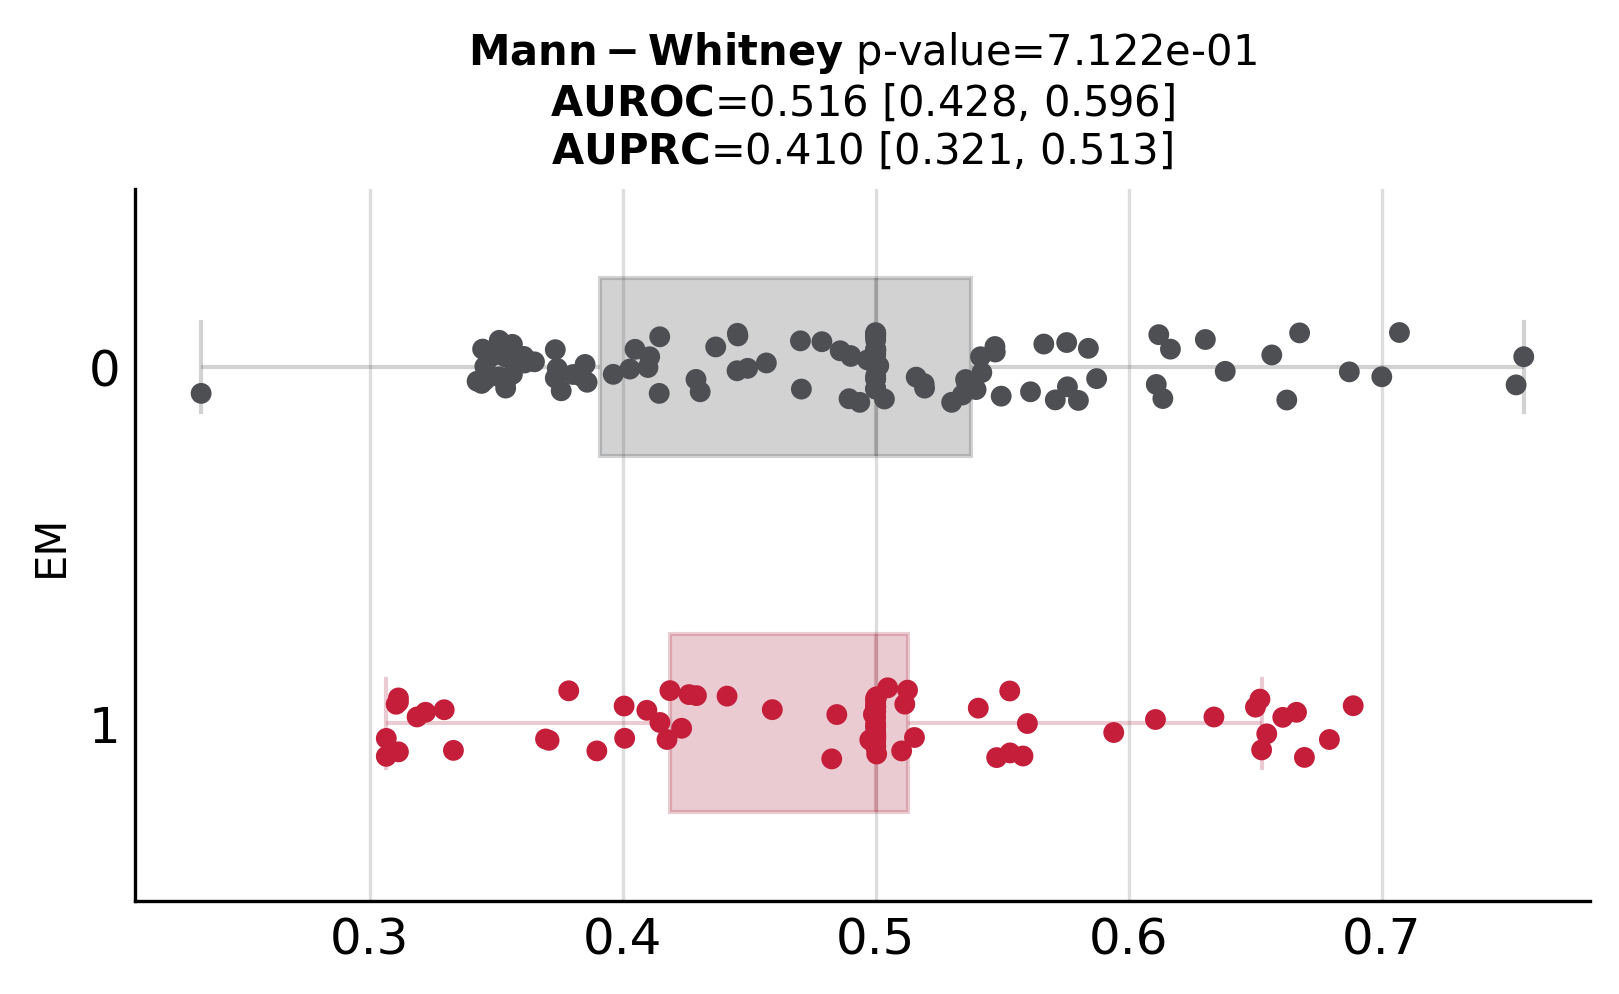 Mann − Whitney p-value=7.122e-01
AUROC=0.516 [0.428, 0.596]
AUPRC=0.410 [0.321, 0.513]
0
EM
1
0.3 0.4 0.5 0.6 0.7